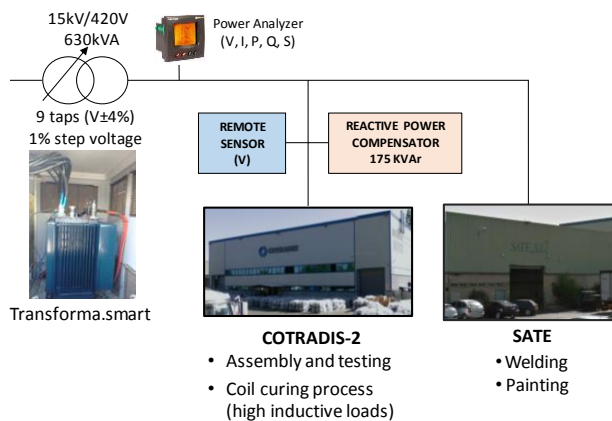 15kV/420V
630kVA
Power Analyzer
(V, I, P, Q, S)
9 taps (V±4%)
1% step voltage
REMOTE
SENSOR
(V)
REACTIVE POWER
COMPENSATOR
175 KVAr
Transforma.smart
SATE
COTRADIS-2
• Assembly and testing
• Coil curing process
(high inductive loads)
SATE
• Welding
• Painting